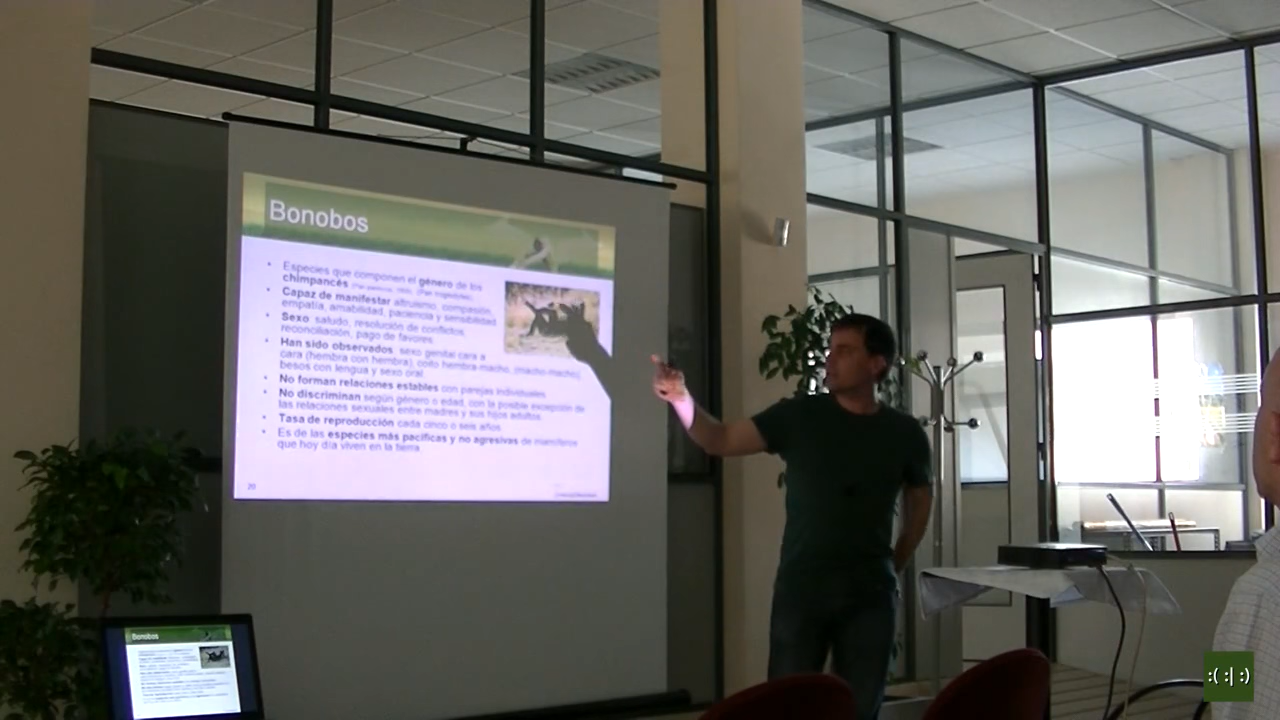 Bonobos
• Especies que componen el género de los
chimpancés
• Capaz de manifestar altruismo, compasión,
empatía, amabilidad, paciencia y sensibilidad
• Sexo: saludo, resolución de conflictos,
reconciliación, pago de favores.
• Han sido observados: sexo genital cara a
cara (hembra con hembra), coito hembra-macho, (macho-macho),
besos con lengua y sexo oral
• No forman relaciones estables con parejas individuales.
• No discriminan según género o edad, con la posible excepción de
las relaciones sexuales entre madres y sus hijos adultos.
• Tasa de reproducción cada cinco o seis años
• Es de las especies más pacíficas y no agresivas de mamíferos
que hoy día viven en la tierra
20
Bonobos
:( :| :)